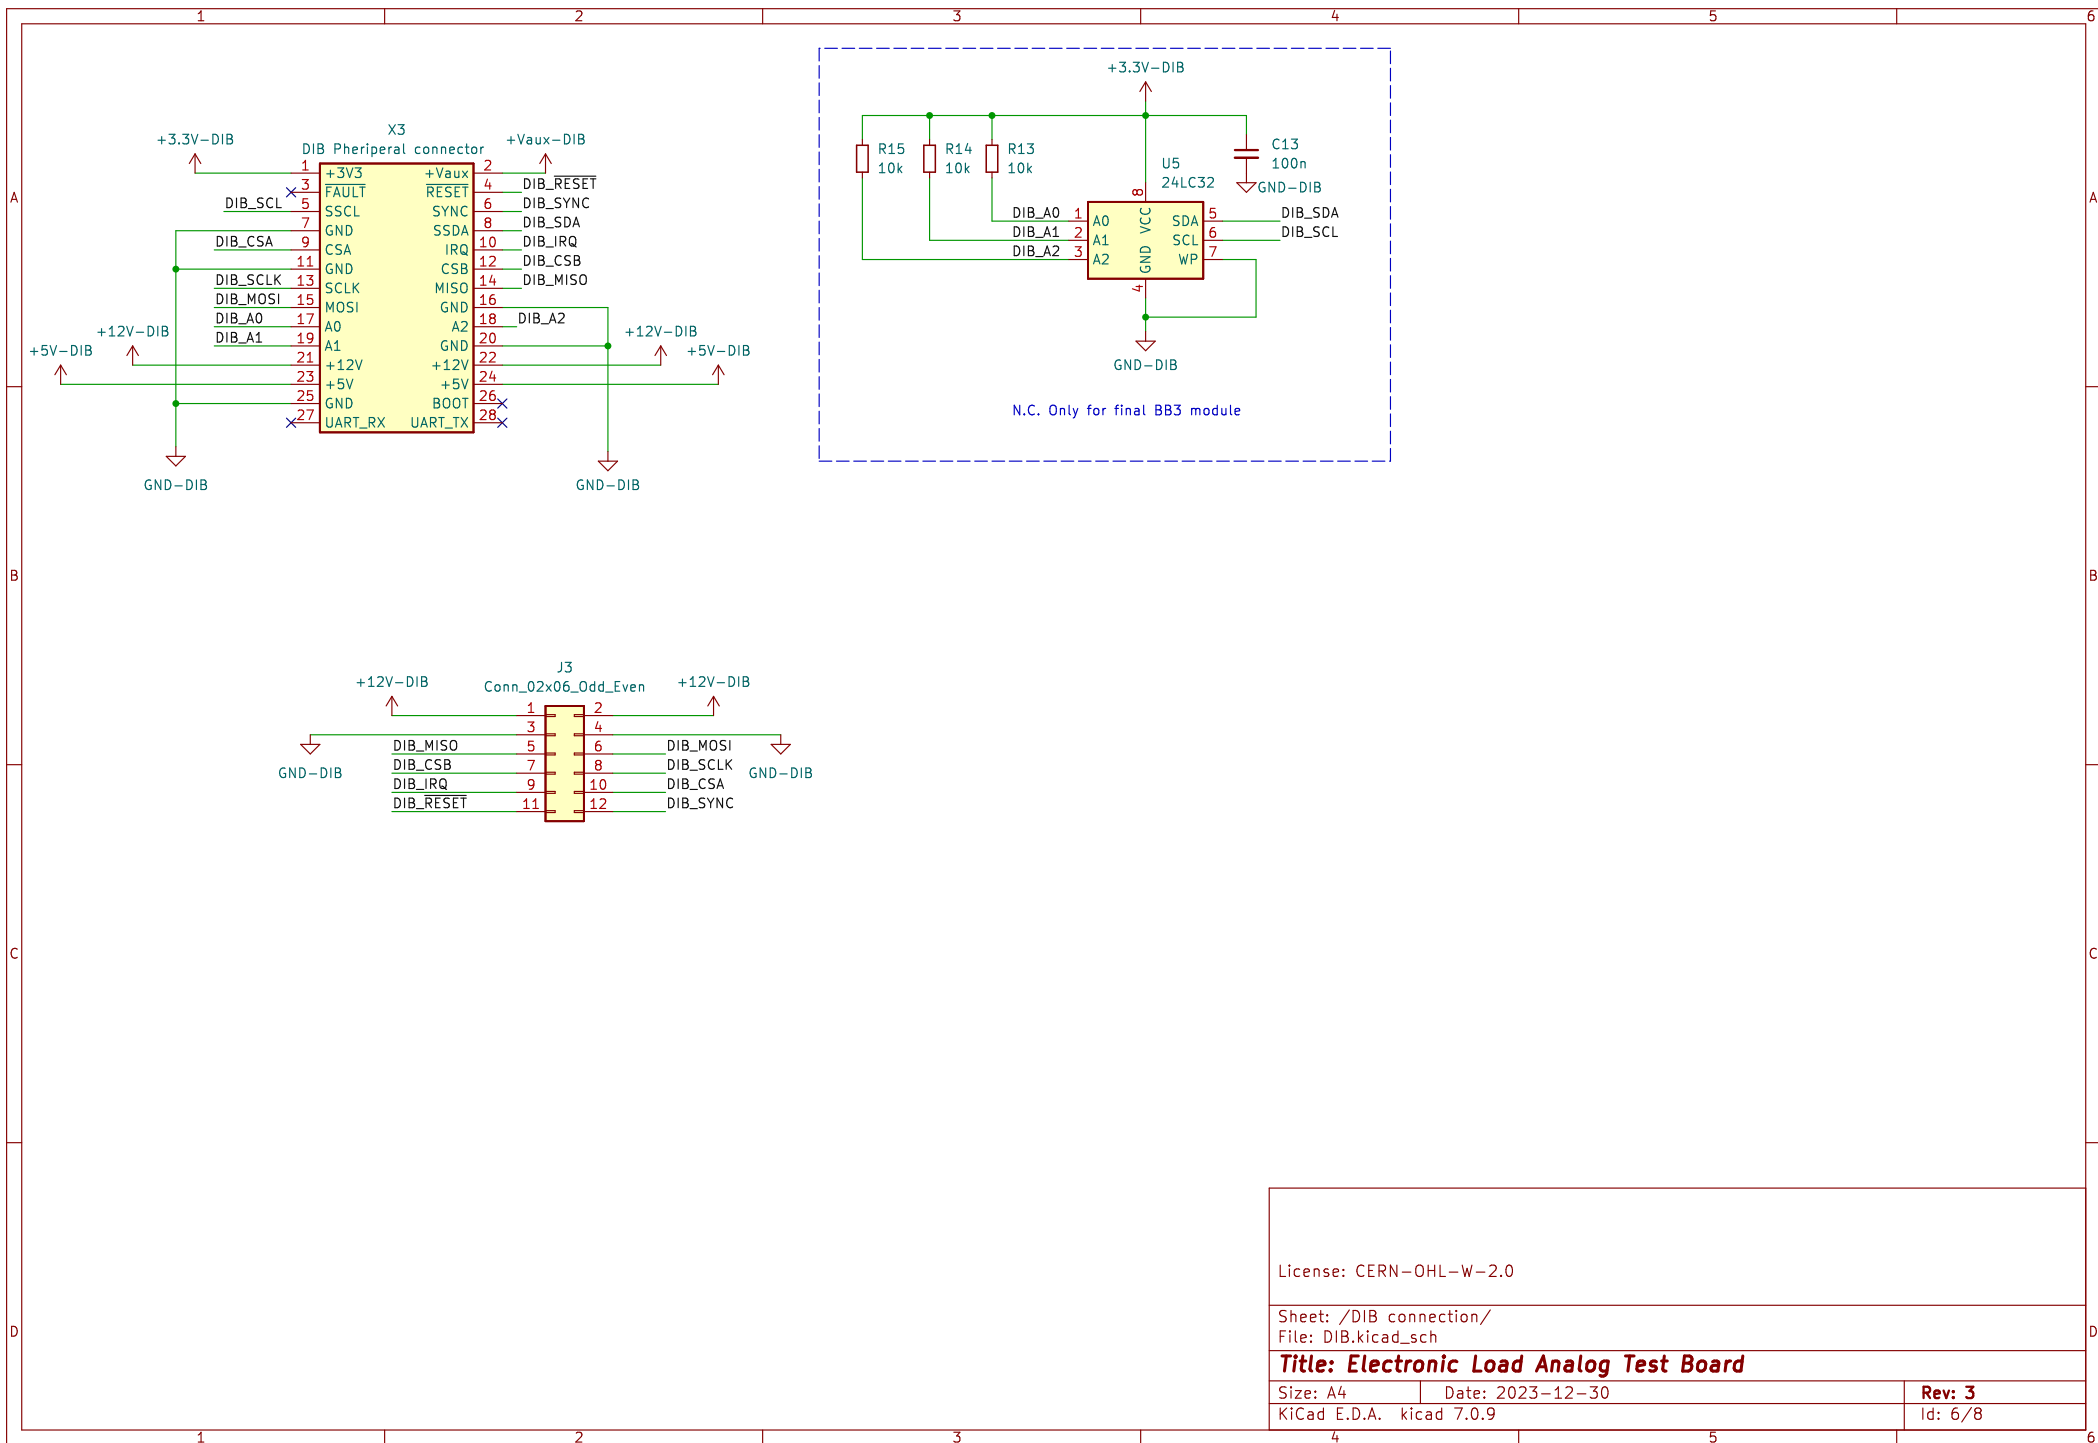 1 2 3 4 5 6
A
B
C
D
A
B
C
D
X3
DIB Pheriperal connector
+3.3V-DIB
+Vaux-DIB
1 +3V3 +Vaux 2
3 FAULT RESET 4 DIB_RESET
DIB_SCL 5 SSCL SYNC 6 DIB_SYNC
7 GND SSDA 8 DIB_SDA
DIB_CSA 9 CSA IRQ 10 DIB_IRQ
11 GND CSB 12 DIB_CSB
DIB_SCLK 13 SCLK MISO 14 DIB_MISO
DIB_MOSI 15 MOSI GND 16
DIB_A0 17 A0 A2 18 DIB_A2
DIB_A1 19 A1 GND 20
+12V-DIB 21 +12V +12V 22 +12V-DIB
+5V-DIB 23 +5V +5V 24 +5V-DIB
25 GND BOOT 26
27 UART_RX UART_TX 28
GND-DIB
GND-DIB
+3.3V-DIB
R15
10k
R14
10k
R13
10k
C13
100n
GND-DIB
U5
24LC32
8
VCC
DIB_A0 1 A0 SDA 5 DIB_SDA
DIB_A1 2 A1 SCL 6 DIB_SCL
DIB_A2 3 A2 WP 7
GND
4
GND-DIB
N.C. Only for final BB3 module
J3
Conn_02x06_Odd_Even
+12V-DIB
+12V-DIB
1 2
3 4
DIB_MISO 5 6 DIB_MOSI
DIB_CSB 7 8 DIB_SCLK
DIB_IRQ 9 10 DIB_CSA
DIB_RESET 11 12 DIB_SYNC
GND-DIB
GND-DIB
License: CERN-OHL-W-2.0
Sheet: /DIB connection/
File: DIB.kicad_sch
Title: Electronic Load Analog Test Board
Size: A4 Date: 2023-12-30 Rev: 3
KiCad E.D.A. kicad 7.0.9 Id: 6/8
1 2 3 4 5 6